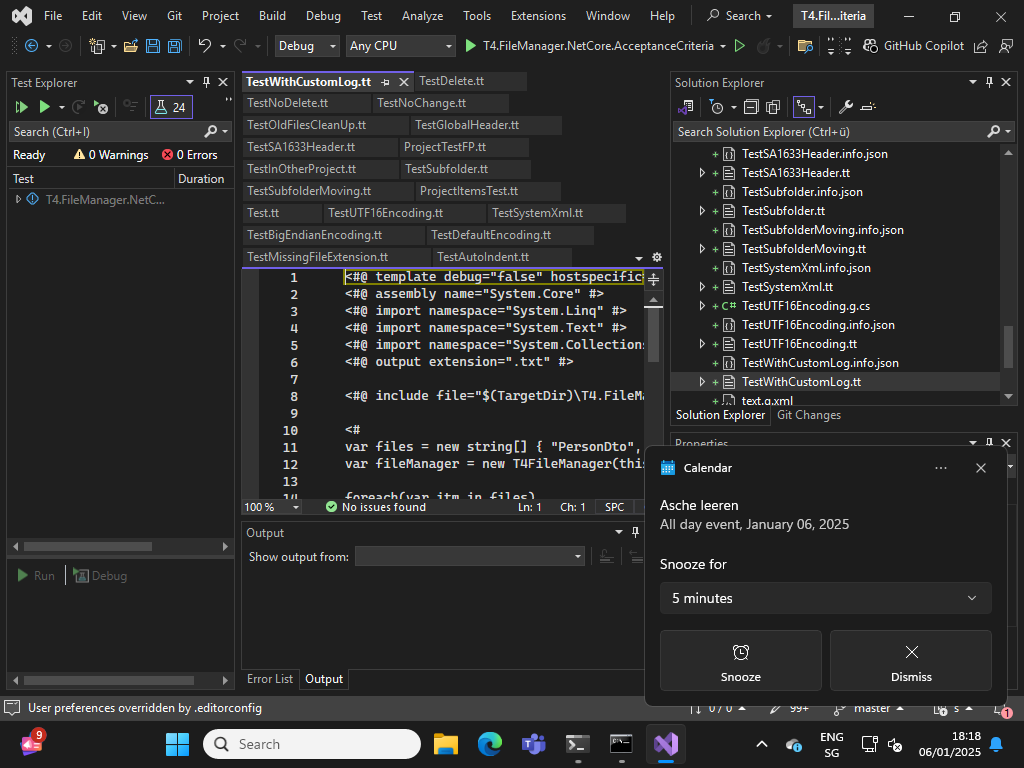 File Edit View Git Project Build Debug Test Analyze Tools Extensions Window Help Search T4.Fil...iteria
Debug Any CPU T4.FileManager.NetCore.AcceptanceCriteria GitHub Copilot
Test Explorer
24
Search (Ctrl+I)
Ready 0 Warnings 0 Errors
Test Duration
T4.FileManager.NetC...
Run Debug
TestWithCustomLog.tt TestDelete.tt
TestNoDelete.tt TestNoChange.tt
TestOldFilesCleanUp.tt TestGlobalHeader.tt
TestSA1633Header.tt ProjectTestFP.tt
TestInOtherProject.tt TestSubfolder.tt
TestSubfolderMoving.tt ProjectItemsTest.tt
Test.tt TestUTF16Encoding.tt TestSystemXml.tt
TestBigEndianEncoding.tt TestDefaultEncoding.tt
TestMissingFileExtension.tt TestAutoIndent.tt
1 <#@ template debug="false" hostspecific
2 <#@ assembly name="System.Core" #>
3 <#@ import namespace="System.Linq" #>
4 <#@ import namespace="System.Text" #>
5 <#@ import namespace="System.Collections
6 <#@ output extension=".txt" #>
7
8 <#@ include file="$(TargetDir)\T4.FileMa
9
10 <#
11 var files = new string[] { "PersonDto",
12 var fileManager = new T4FileManager(this
13
14 foreach(var itm in files)
100 % No issues found Ln: 1 Ch: 1 SPC
Output
Show output from:
Error List Output
Solution Explorer
Search Solution Explorer (Ctrl+ü)
TestSA1633Header.info.json
TestSA1633Header.tt
TestSubfolder.info.json
TestSubfolder.tt
TestSubfolderMoving.info.json
TestSubfolderMoving.tt
TestSystemXml.info.json
TestSystemXml.tt
C# TestUTF16Encoding.g.cs
TestUTF16Encoding.info.json
TestUTF16Encoding.tt
TestWithCustomLog.info.json
TestWithCustomLog.tt
text.g.xml
Solution Explorer Git Changes
Properties
Calendar
Asche leeren
All day event, January 06, 2025
Snooze for
5 minutes
Snooze Dismiss
User preferences overridden by .editorconfig 0 / 0 99+ master s 1
9 Search ENG SG 18:18 06/01/2025